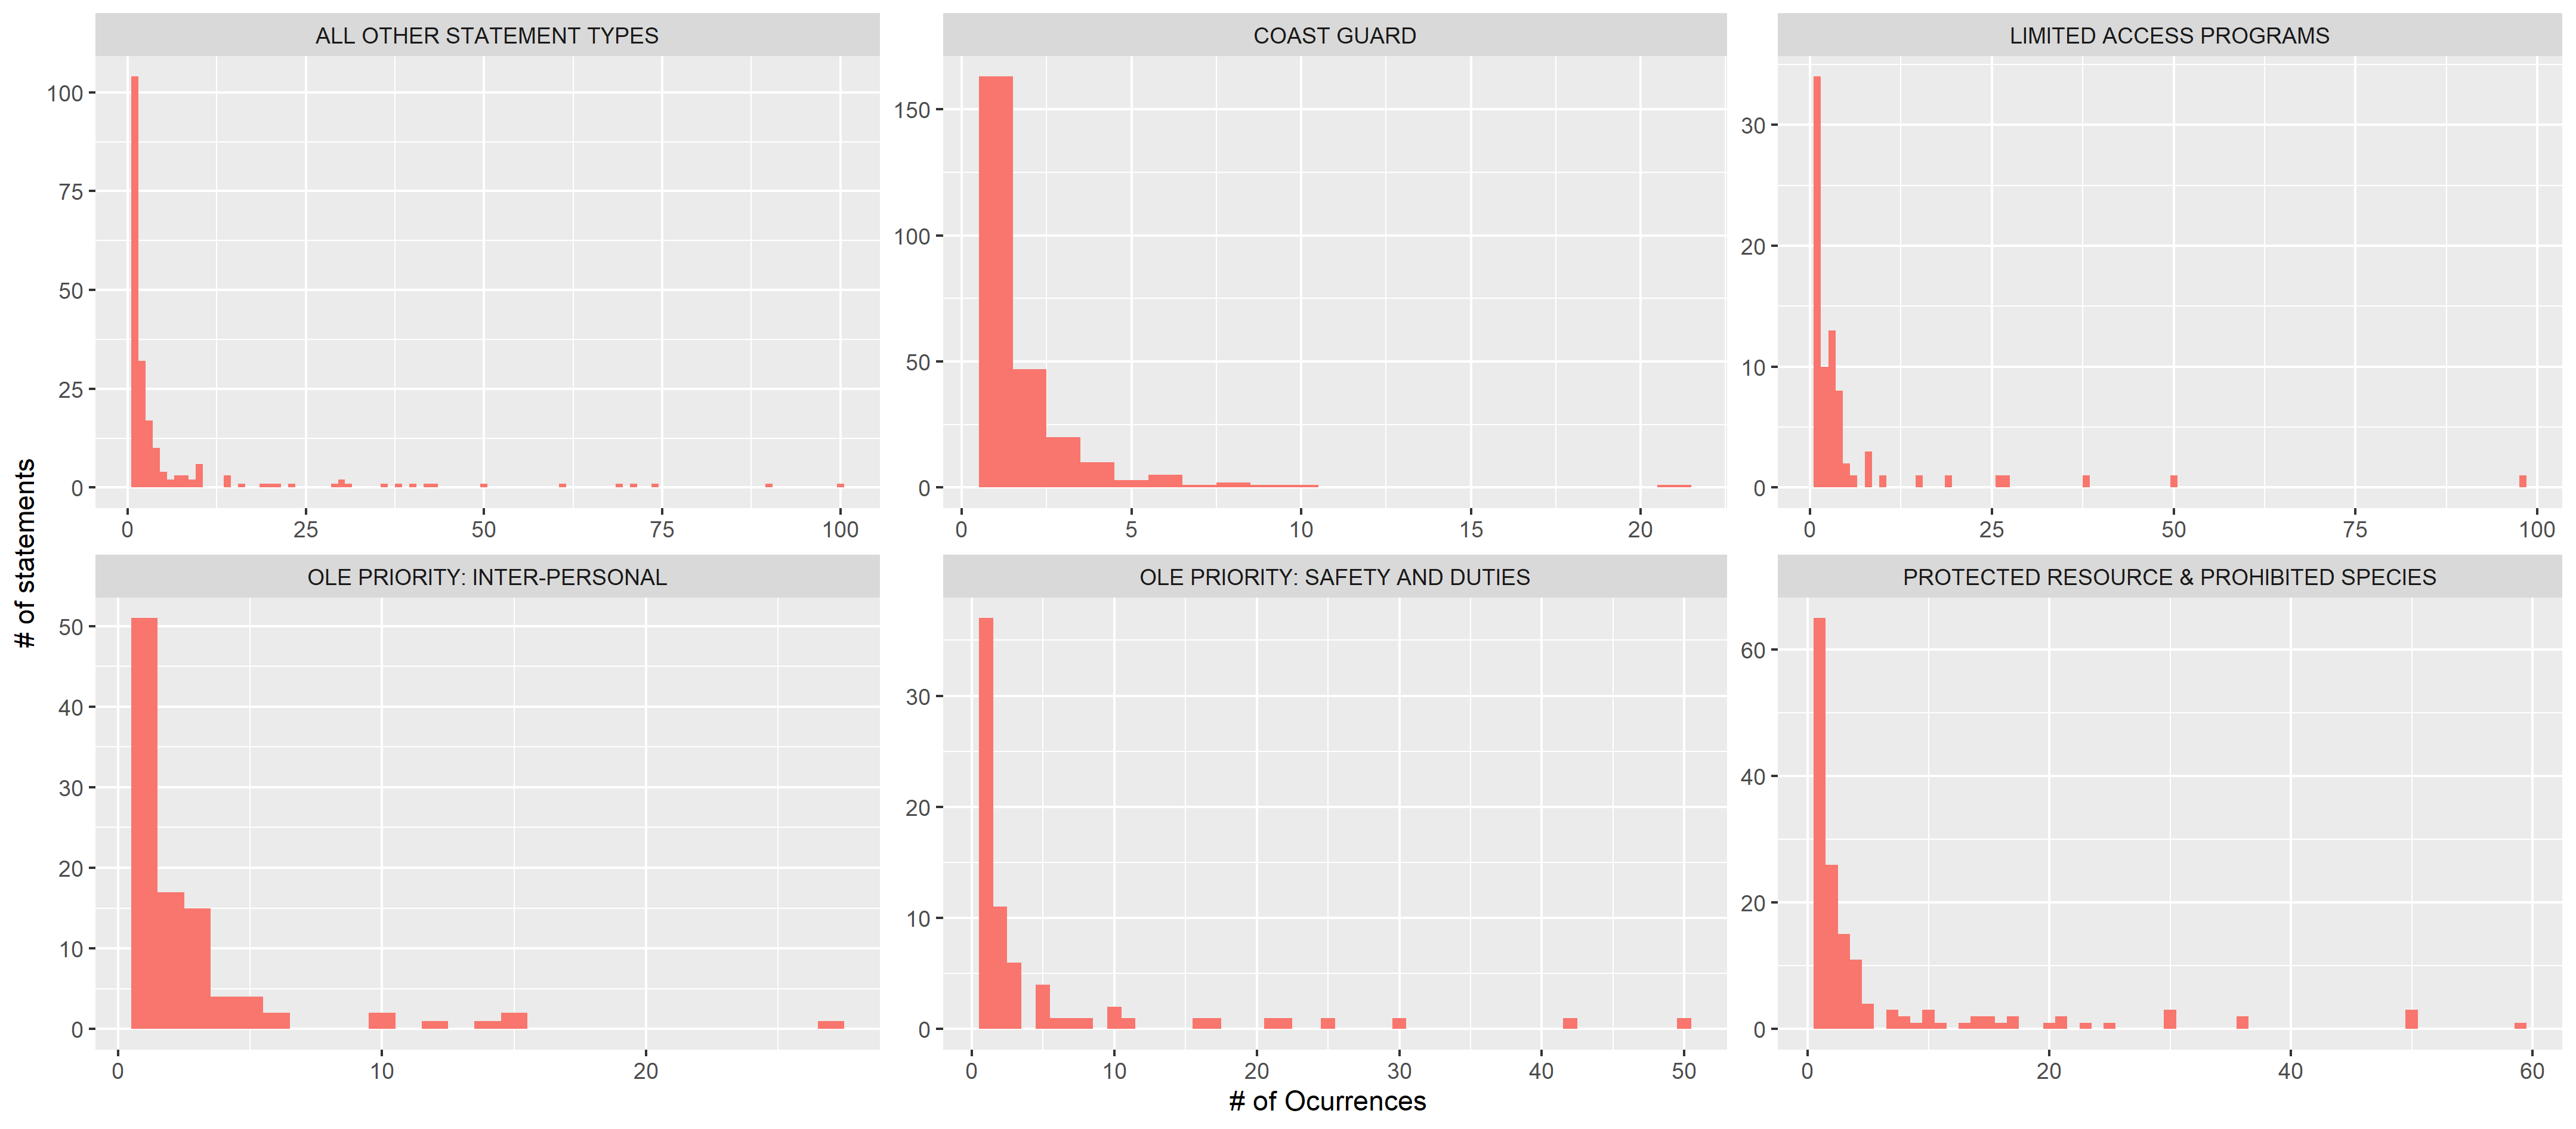 ALL OTHER STATEMENT TYPES
COAST GUARD
LIMITED ACCESS PROGRAMS
100
75
50
25
0
0 25 50 75 100
150
100
50
0
0 5 10 15 20
30
20
10
0
0 25 50 75 100
# of statements
OLE PRIORITY: INTER-PERSONAL
OLE PRIORITY: SAFETY AND DUTIES
PROTECTED RESOURCE & PROHIBITED SPECIES
50
40
30
20
10
0
0 10 20
30
20
10
0
0 10 20 30 40 50
60
40
20
0
0 20 40 60
# of Ocurrences